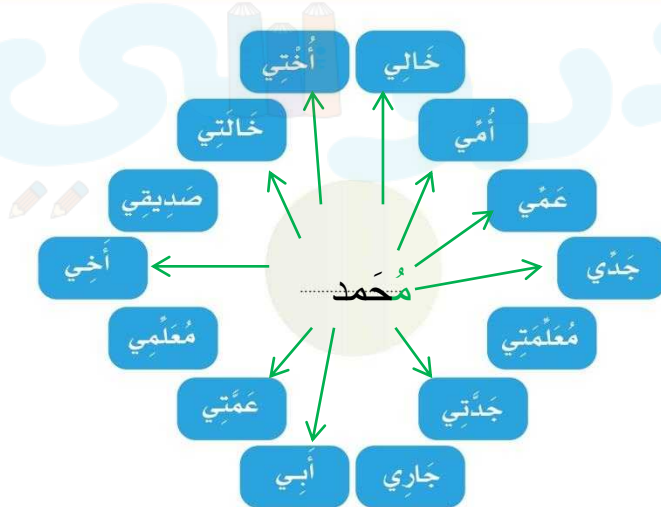 أُخْتِي
خَالِي
خَالَتِي
أُمِّي
صَدِيقِي
عَمِّي
أَخِي
مُحَمد
جَدِّي
مُعَلِّمِي
مُعَلِّمَتِي
عَمَّتِي
جَدَّتِي
أَبِي
جَارِي